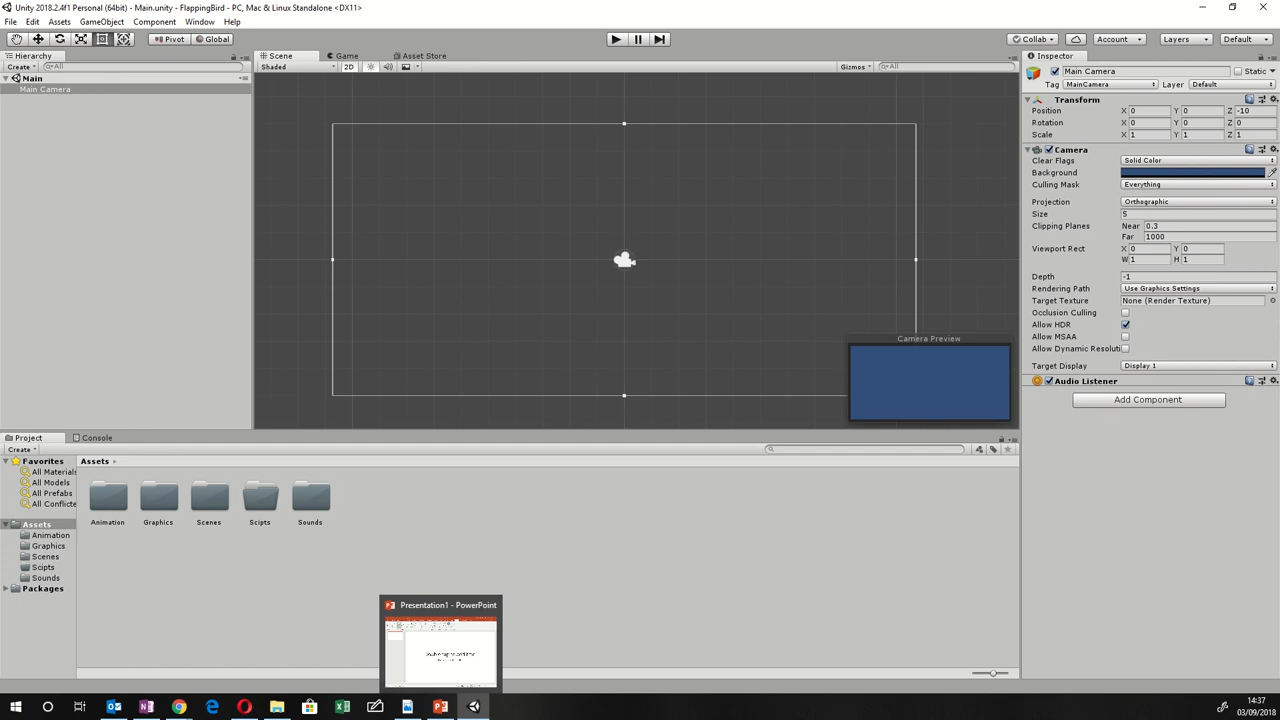 Unity 2018.2.4f1 Personal (64bit) - Main.unity - FlappingBird - PC, Mac & Linux Standalone <DX11>
File Edit Assets GameObject Component Window Help
Pivot Global Collab Account Layers Default
Hierarchy
Create All
Main
Main Camera
Scene Game Asset Store
Shaded 2D Gizmos All
Camera Preview
Inspector
Main Camera Static
Tag MainCamera Layer Default
Transform
Position X 0 Y 0 Z -10
Rotation X 0 Y 0 Z 0
Scale X 1 Y 1 Z 1
Camera
Clear Flags Solid Color
Background
Culling Mask Everything
Projection Orthographic
Size 5
Clipping Planes Near 0.3
Far 1000
Viewport Rect X 0 Y 0
W 1 H 1
Depth -1
Rendering Path Use Graphics Settings
Target Texture None (Render Texture)
Occlusion Culling
Allow HDR
Allow MSAA
Allow Dynamic Resoluti
Target Display Display 1
Audio Listener
Add Component
Project Console
Create
Favorites
All Materials
All Models
All Prefabs
All Conflicte
Assets
Animation
Graphics
Scenes
Scipts
Sounds
Packages
Assets
Animation Graphics Scenes Scipts Sounds
Presentation1 - PowerPoint
14:37
03/09/2018